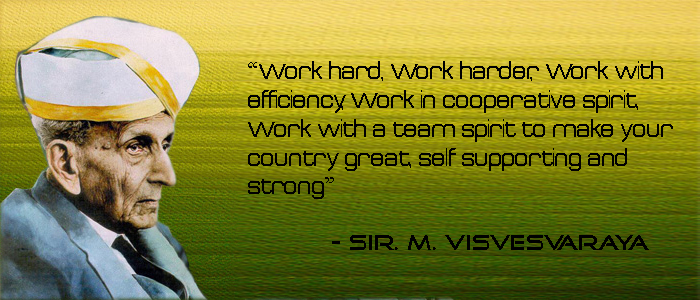 “Work hard, Work harder, Work with
efficiency, Work in cooperative spirit,
Work with a team spirit to make your
country great, self supporting and
strong”
- SIR. M. VISVESVARAYA